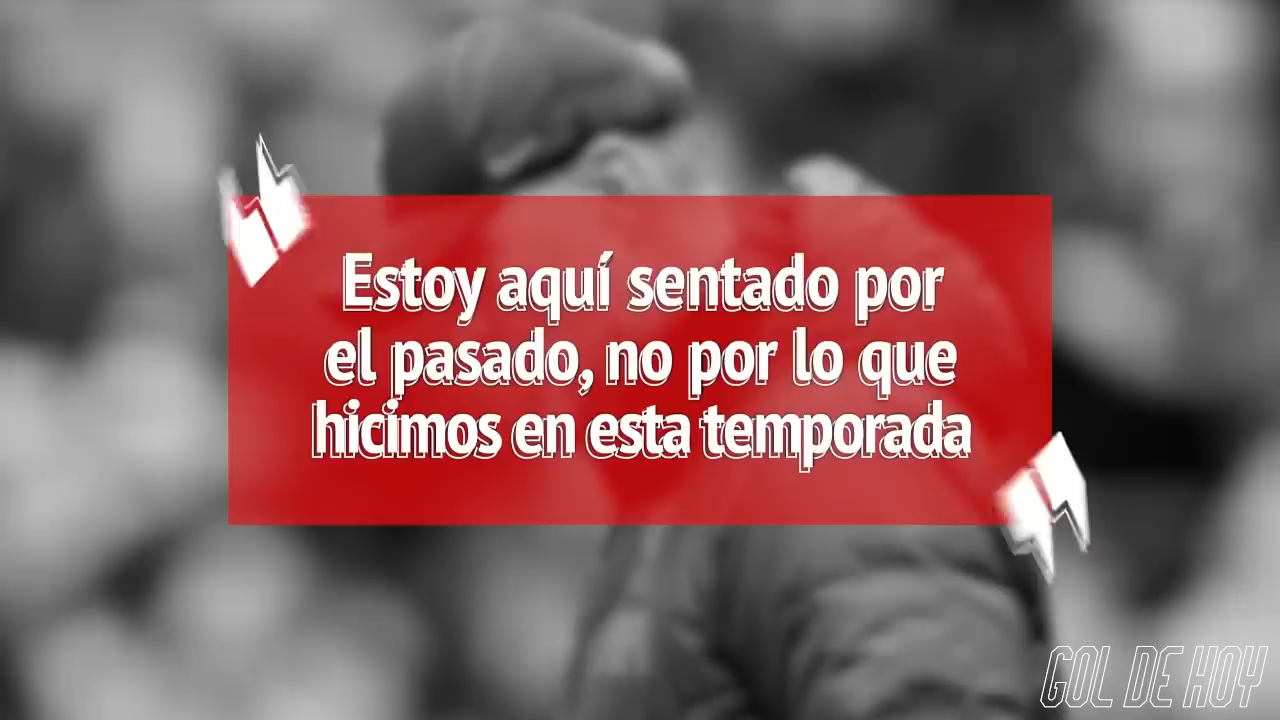 Estoy aquí sentado por
el pasado, no por lo que
hicimos en esta temporada
GOL DE HOY